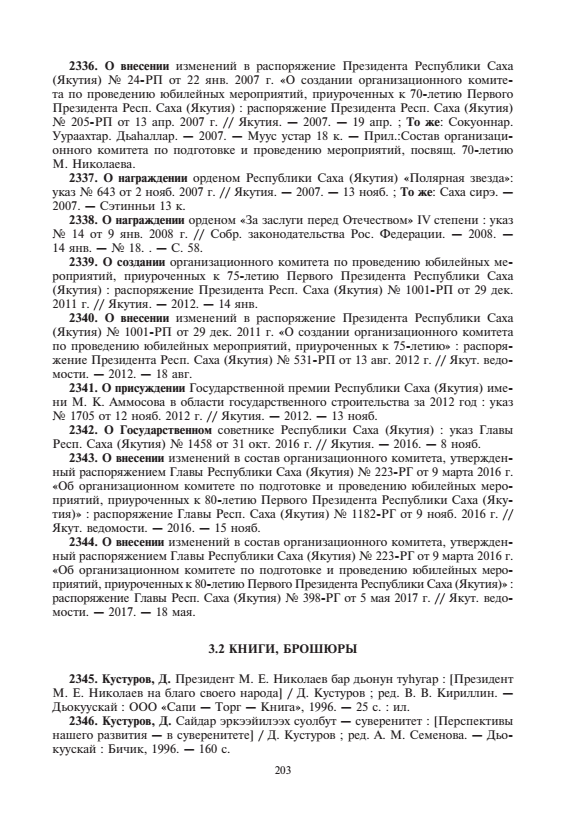 2336. О внесении изменений в распоряжение Президента Республики Саха
(Якутия) № 24-РП от 22 янв. 2007 г. «О создании организационного комите-
та по проведению юбилейных мероприятий, приуроченных к 70-летию Первого
Президента Респ. Саха (Якутия) : распоряжение Президента Респ. Саха (Якутия)
№ 205-РП от 13 апр. 2007 г. // Якутия. — 2007. — 19 апр. ; То же: Сокуоннар.
Уураахтар. Дьаһаллар. — 2007. — Муус устар 18 к. — Прил.:Состав организаци-
онного комитета по подготовке и проведению мероприятий, посвящ. 70-летию
М. Николаева.
2337. О награждении орденом Республики Саха (Якутия) «Полярная звезда»:
указ № 643 от 2 нояб. 2007 г. // Якутия. — 2007. — 13 нояб. ; То же: Саха сирэ. —
2007. — Сэтинньи 13 к.
2338. О награждении орденом «За заслуги перед Отечеством» IV степени : указ
№ 14 от 9 янв. 2008 г. // Собр. законодательства Рос. Федерации. — 2008. —
14 янв. — № 18. . — С. 58.
2339. О создании организационного комитета по проведению юбилейных ме-
роприятий, приуроченных к 75-летию Первого Президента Республики Саха
(Якутия) : распоряжение Президента Респ. Саха (Якутия) № 1001-РП от 29 дек.
2011 г. // Якутия. — 2012. — 14 янв.
2340. О внесении изменений в распоряжение Президента Республики Саха
(Якутия) № 1001-РП от 29 дек. 2011 г. «О создании организационного комитета
по проведению юбилейных мероприятий, приуроченных к 75-летию» : распоря-
жение Президента Респ. Саха (Якутия) № 531-РП от 13 авг. 2012 г. // Якут. ведо-
мости. — 2012. — 18 авг.
2341. О присуждении Государственной премии Республики Саха (Якутия) име-
ни М. К. Аммосова в области государственного строительства за 2012 год : указ
№ 1705 от 12 нояб. 2012 г. // Якутия. — 2012. — 13 нояб.
2342. О Государственном советнике Республики Саха (Якутия) : указ Главы
Респ. Саха (Якутия) № 1458 от 31 окт. 2016 г. // Якутия. — 2016. — 8 нояб.
2343. О внесении изменений в состав организационного комитета, утвержден-
ный распоряжением Главы Республики Саха (Якутия) № 223-РГ от 9 марта 2016 г.
«Об организационном комитете по подготовке и проведению юбилейных меро-
приятий, приуроченных к 80-летию Первого Президента Республики Саха (Яку-
тия)» : распоряжение Главы Респ. Саха (Якутия) № 1182-РГ от 9 нояб. 2016 г. //
Якут. ведомости. — 2016. — 15 нояб.
2344. О внесении изменений в состав организационного комитета, утвержден-
ный распоряжением Главы Республики Саха (Якутия) № 223-РГ от 9 марта 2016 г.
«Об организационном комитете по подготовке и проведению юбилейных меро-
приятий, приуроченных к 80-летию Первого Президента Республики Саха (Якутия)» :
распоряжение Главы Респ. Саха (Якутия) № 398-РГ от 5 мая 2017 г. // Якут. ведо-
мости. — 2017. — 18 мая.
3.2 КНИГИ, БРОШЮРЫ
2345. Кустуров, Д. Президент М. Е. Николаев бар дьонун туһугар : [Президент
М. Е. Николаев на благо своего народа] / Д. Кустуров ; ред. В. В. Кириллин. —
Дьокуускай : ООО «Сапи — Торг — Книга», 1996. — 25 с. : ил.
2346. Кустуров, Д. Сайдар эркээйилээх суолбут — суверенитет : [Перспективы
нашего развития — в суверенитете] / Д. Кустуров ; ред. А. М. Семенова. — Дьо-
куускай : Бичик, 1996. — 160 с.
203